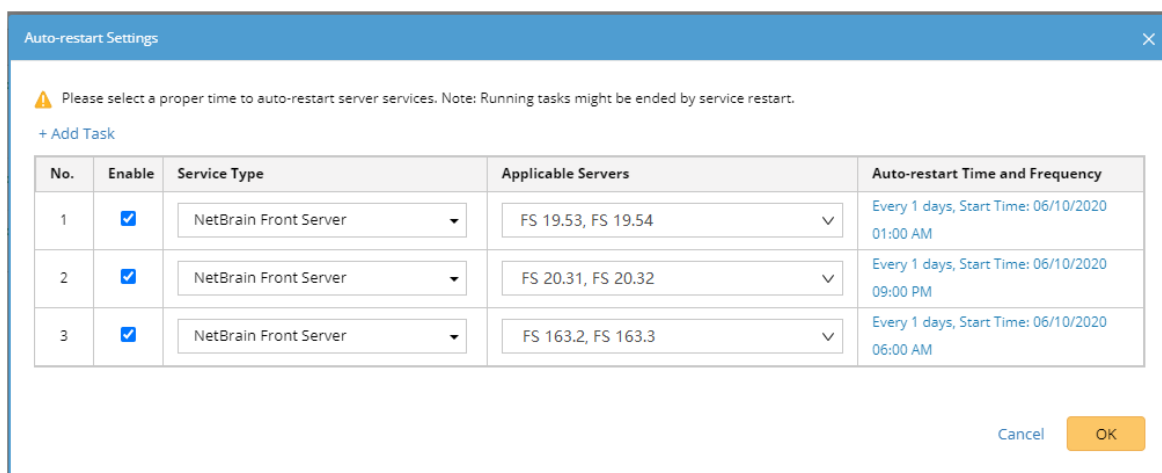 Auto-restart Settings
Please select a proper time to auto-restart server services. Note: Running tasks might be ended by service restart.
+ Add Task
No. Enable Service Type Applicable Servers Auto-restart Time and Frequency
1 NetBrain Front Server FS 19.53, FS 19.54 Every 1 days, Start Time: 06/10/2020
01:00 AM
2 NetBrain Front Server FS 20.31, FS 20.32 Every 1 days, Start Time: 06/10/2020
09:00 PM
3 NetBrain Front Server FS 163.2, FS 163.3 Every 1 days, Start Time: 06/10/2020
06:00 AM
Cancel OK